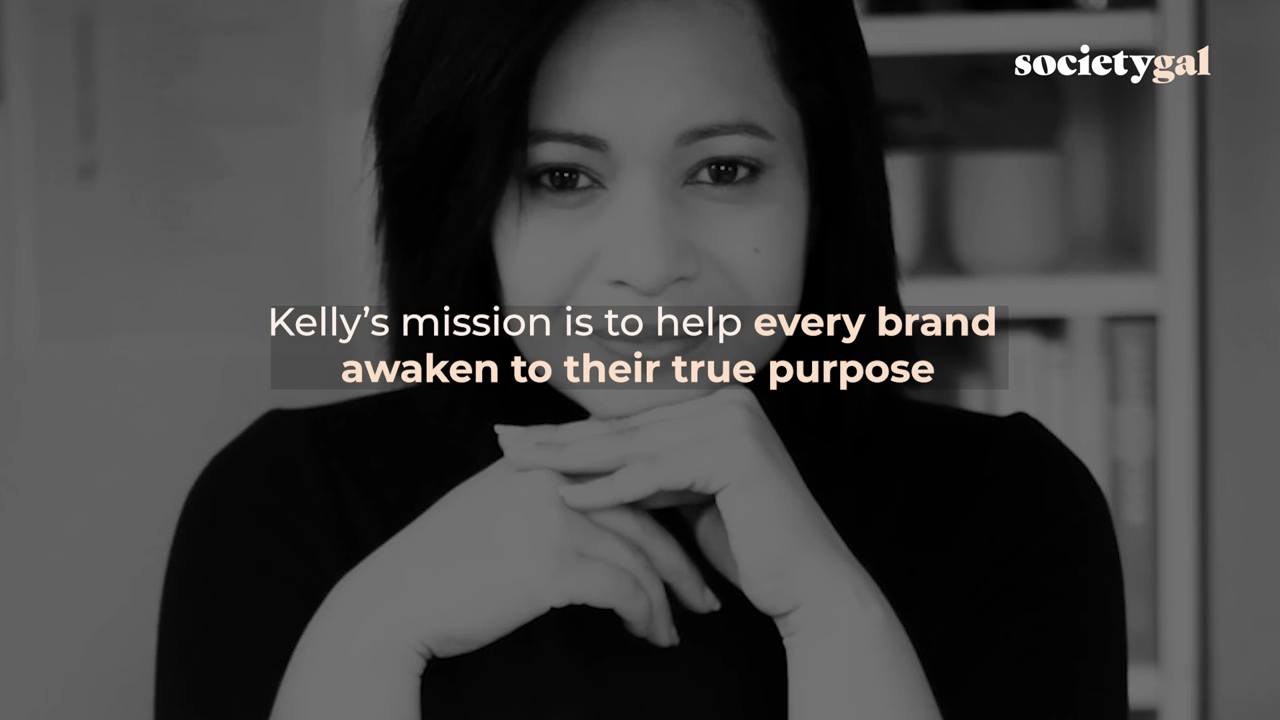 societygal
Kelly’s mission is to help every brand
awaken to their true purpose